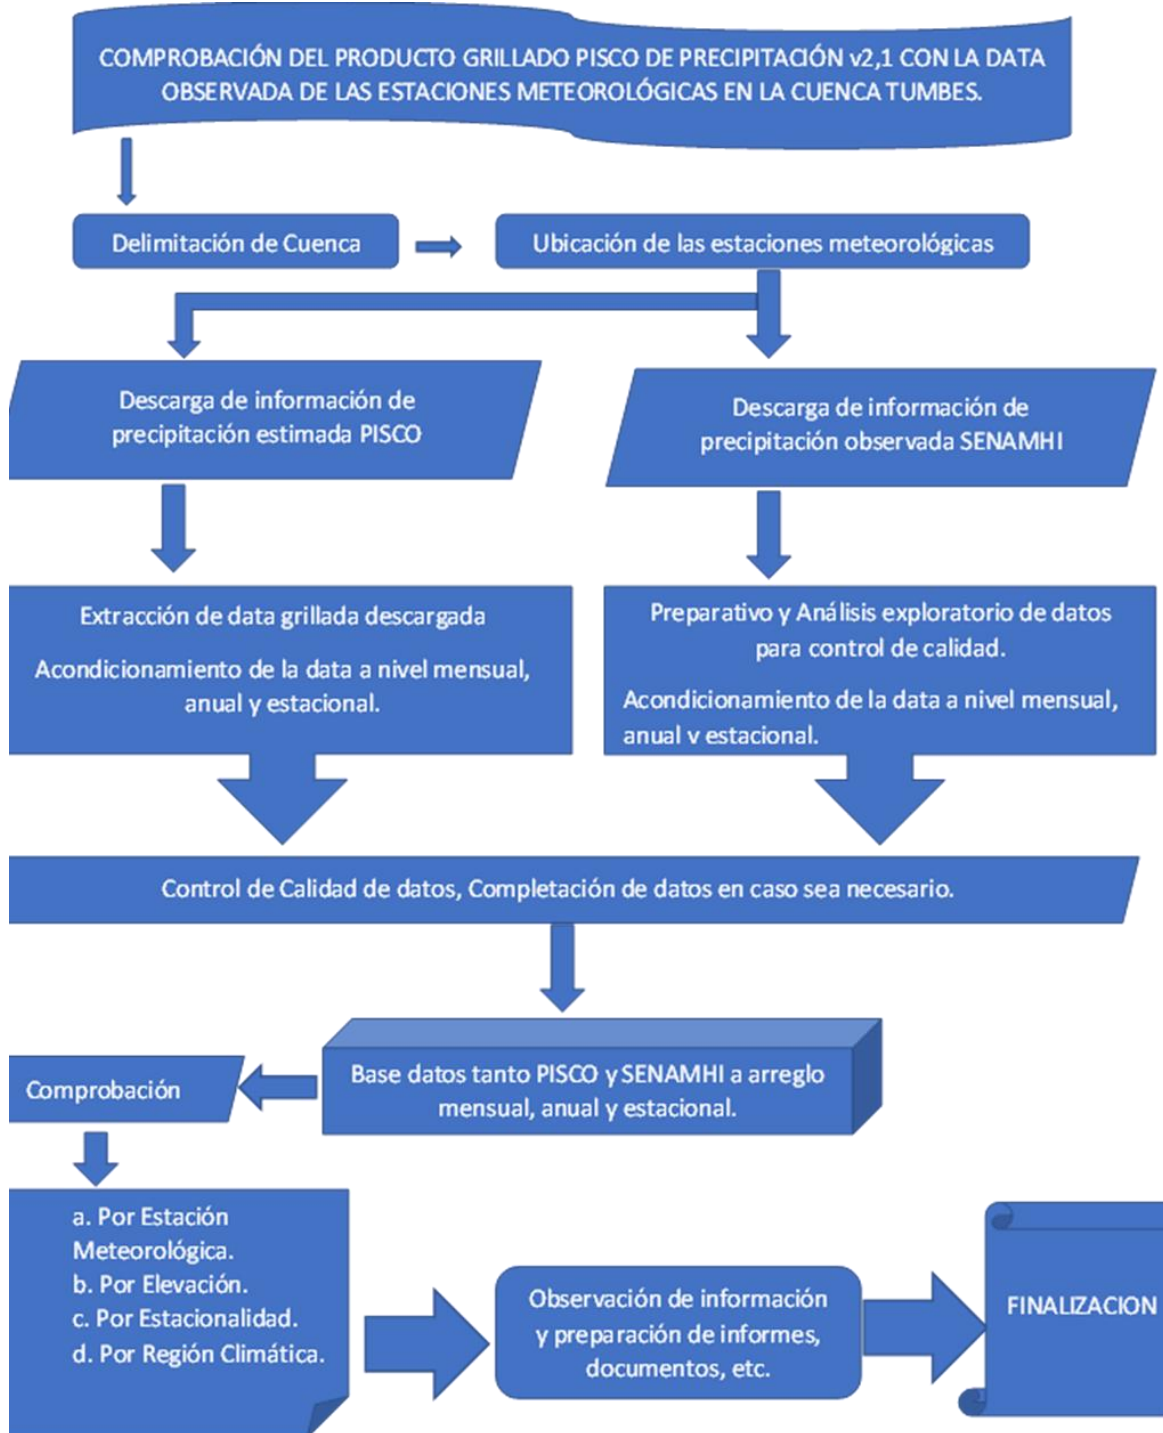 COMPROBACIÓN DEL PRODUCTO GRILLADO PISCO DE PRECIPITACIÓN v2,1 CON LA DATA
OBSERVADA DE LAS ESTACIONES METEOROLÓGICAS EN LA CUENCA TUMBES.
Delimitación de Cuenca
Ubicación de las estaciones meteorológicas
Descarga de información de
precipitación estimada PISCO
Descarga de información de
precipitación observada SENAMHI
Extracción de data grillada descargada
Acondicionamiento de la data a nivel mensual,
anual y estacional.
Preparativo y Análisis exploratorio de datos
para control de calidad.
Acondicionamiento de la data a nivel mensual,
anual y estacional.
Control de Calidad de datos, Completación de datos en caso sea necesario.
Base datos tanto PISCO y SENAMHI a arreglo
mensual, anual y estacional.
Comprobación
a. Por Estación
Meteorológica.
b. Por Elevación.
c. Por Estacionalidad.
d. Por Región Climática.
Observación de información
y preparación de informes,
documentos, etc.
FINALIZACION